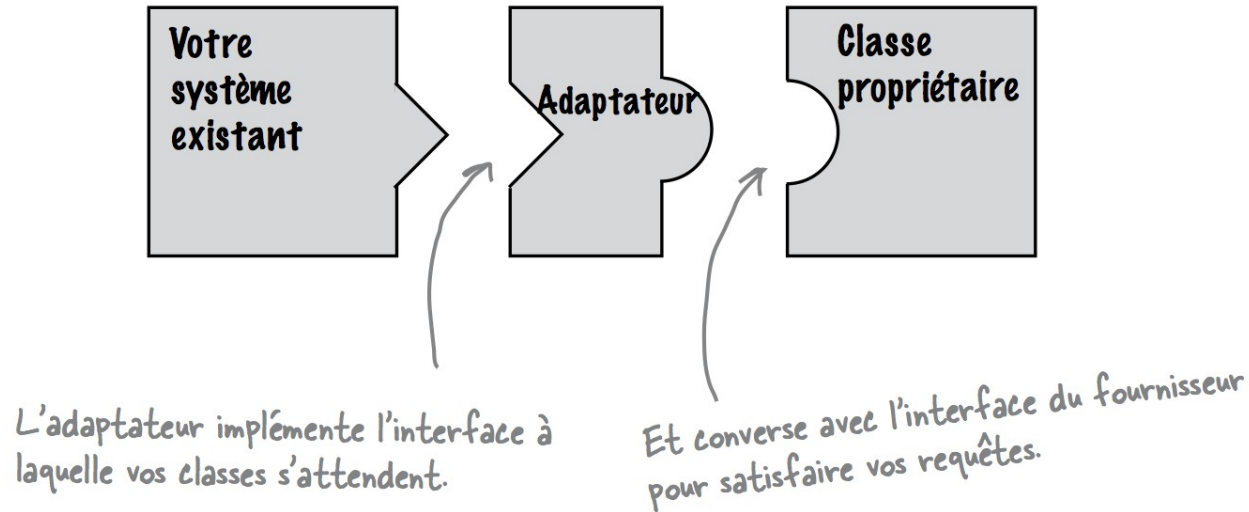 Votre
système
existant
Adaptateur
Classe
propriétaire
L'adaptateur implémente l'interface à
laquelle vos classes s'attendent.
Et converse avec l'interface du fournisseur
pour satisfaire vos requêtes.